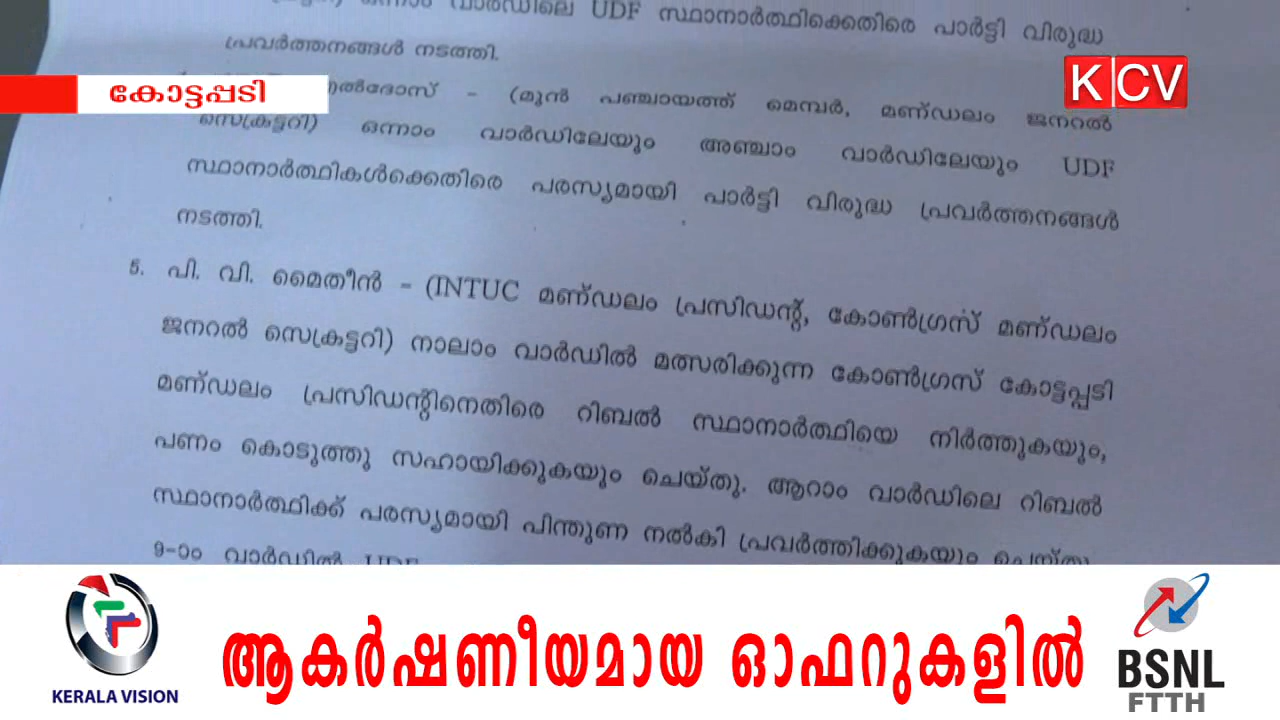 ഒന്നാം വാർഡിലെ UDF സ്ഥാനാർത്ഥിക്കെതിരെ പാർട്ടി വിരുദ്ധ
പ്രവർത്തനങ്ങൾ നടത്തി.
കോട്ടപ്പടി
KCV
എൽദോസ് - (മുൻ പഞ്ചായത്ത് മെമ്പർ, മണ്ഡലം ജനറൽ
സെക്രട്ടറി) ഒന്നാം വാർഡിലേയും അഞ്ചാം വാർഡിലേയും UDF
സ്ഥാനാർത്ഥികൾക്കെതിരെ പരസ്യമായി പാർട്ടി വിരുദ്ധ പ്രവർത്തനങ്ങൾ
നടത്തി.
5. പി. വി. മൈതീൻ - (INTUC മണ്ഡലം പ്രസിഡന്റ്, കോൺഗ്രസ് മണ്ഡലം
ജനറൽ സെക്രട്ടറി) നാലാം വാർഡിൽ മത്സരിക്കുന്ന കോൺഗ്രസ് കോട്ടപ്പടി
മണ്ഡലം പ്രസിഡന്റിനെതിരെ റിബൽ സ്ഥാനാർത്ഥിയെ നിർത്തുകയും,
പണം കൊടുത്തു സഹായിക്കുകയും ചെയ്തു. ആറാം വാർഡിലെ റിബൽ
സ്ഥാനാർത്ഥിക്ക് പരസ്യമായി പിന്തുണ നൽകി പ്രവർത്തിക്കുകയും ചെയ്തു.
9-ാം വാർഡിൽ UDF
KERALA VISION
ആകർഷണീയമായ ഓഫറുകളിൽ
BSNL
FTTH